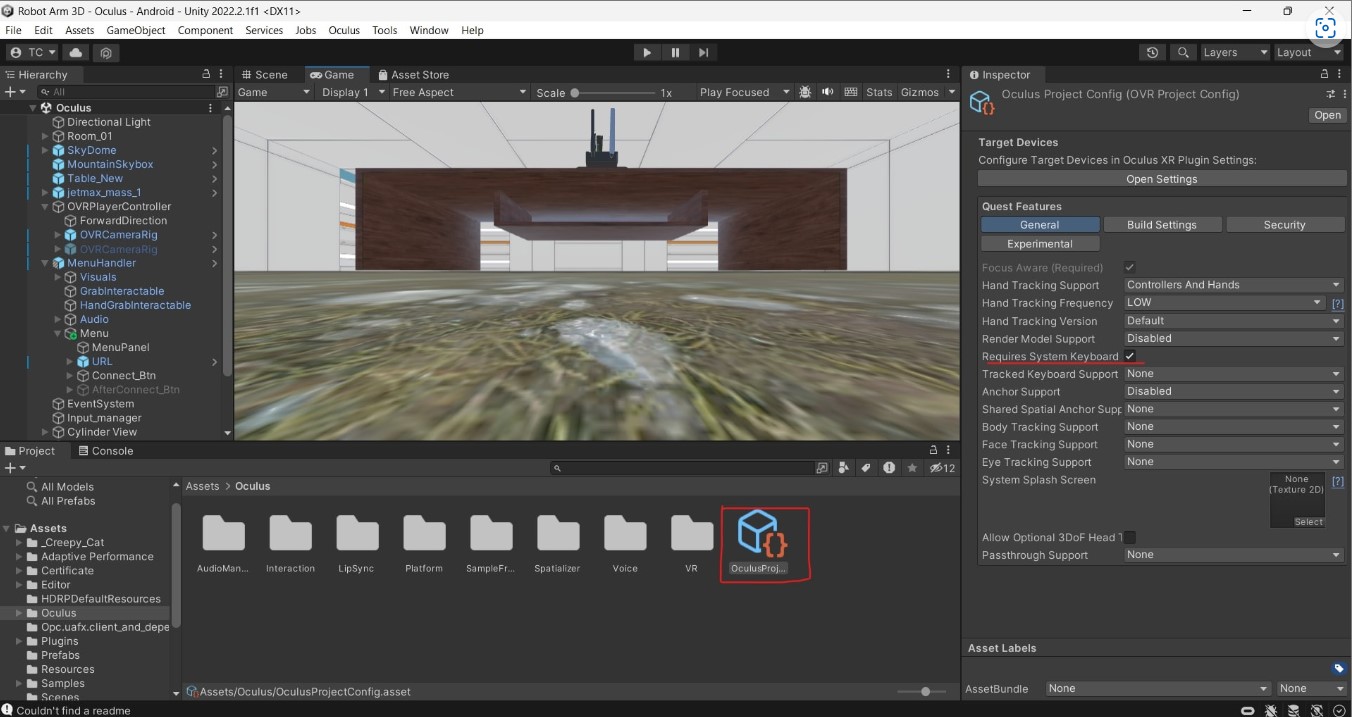 Robot Arm 3D - Oculus - Android - Unity 2022.2.1f1 <DX11>
File Edit Assets GameObject Component Services Jobs Oculus Tools Window Help
TC Layers Layout
Hierarchy
All
Oculus
Directional Light
Room_01
SkyDome
MountainSkybox
Table_New
jetmax_mass_1
OVRPlayerController
ForwardDirection
OVRCameraRig
OVRCameraRig
MenuHandler
Visuals
GrabInteractable
HandGrabInteractable
Audio
Menu
MenuPanel
URL
Connect_Btn
AfterConnect_Btn
EventSystem
Input_manager
Cylinder View
Scene Game Asset Store
Game Display 1 Free Aspect Scale 1x Play Focused Stats Gizmos
Inspector
Oculus Project Config (OVR Project Config)
Open
Target Devices
Configure Target Devices in Oculus XR Plugin Settings:
Open Settings
Quest Features
General Build Settings Security
Experimental
Focus Aware (Required)
Hand Tracking Support Controllers And Hands
Hand Tracking Frequency LOW [?]
Hand Tracking Version Default
Render Model Support Disabled
Requires System Keyboard
Tracked Keyboard Support None
Anchor Support Disabled
Shared Spatial Anchor Supp None
Body Tracking Support None
Face Tracking Support None
Eye Tracking Support None
System Splash Screen None [?]
(Texture 2D)
Select
Allow Optional 3DoF Head T
Passthrough Support None
Asset Labels
AssetBundle None None
Project Console
12
All Models
All Prefabs
Assets
_Creepy_Cat
Adaptive Performance
Certificate
Editor
HDRPDefaultResources
Oculus
Opc.uafx.client_and_depe
Plugins
Prefabs
Resources
Samples
Scenes
Assets > Oculus
AudioMan... Interaction LipSync Platform SampleFr... Spatializer Voice VR OculusProj...
Assets/Oculus/OculusProjectConfig.asset
Couldn't find a readme